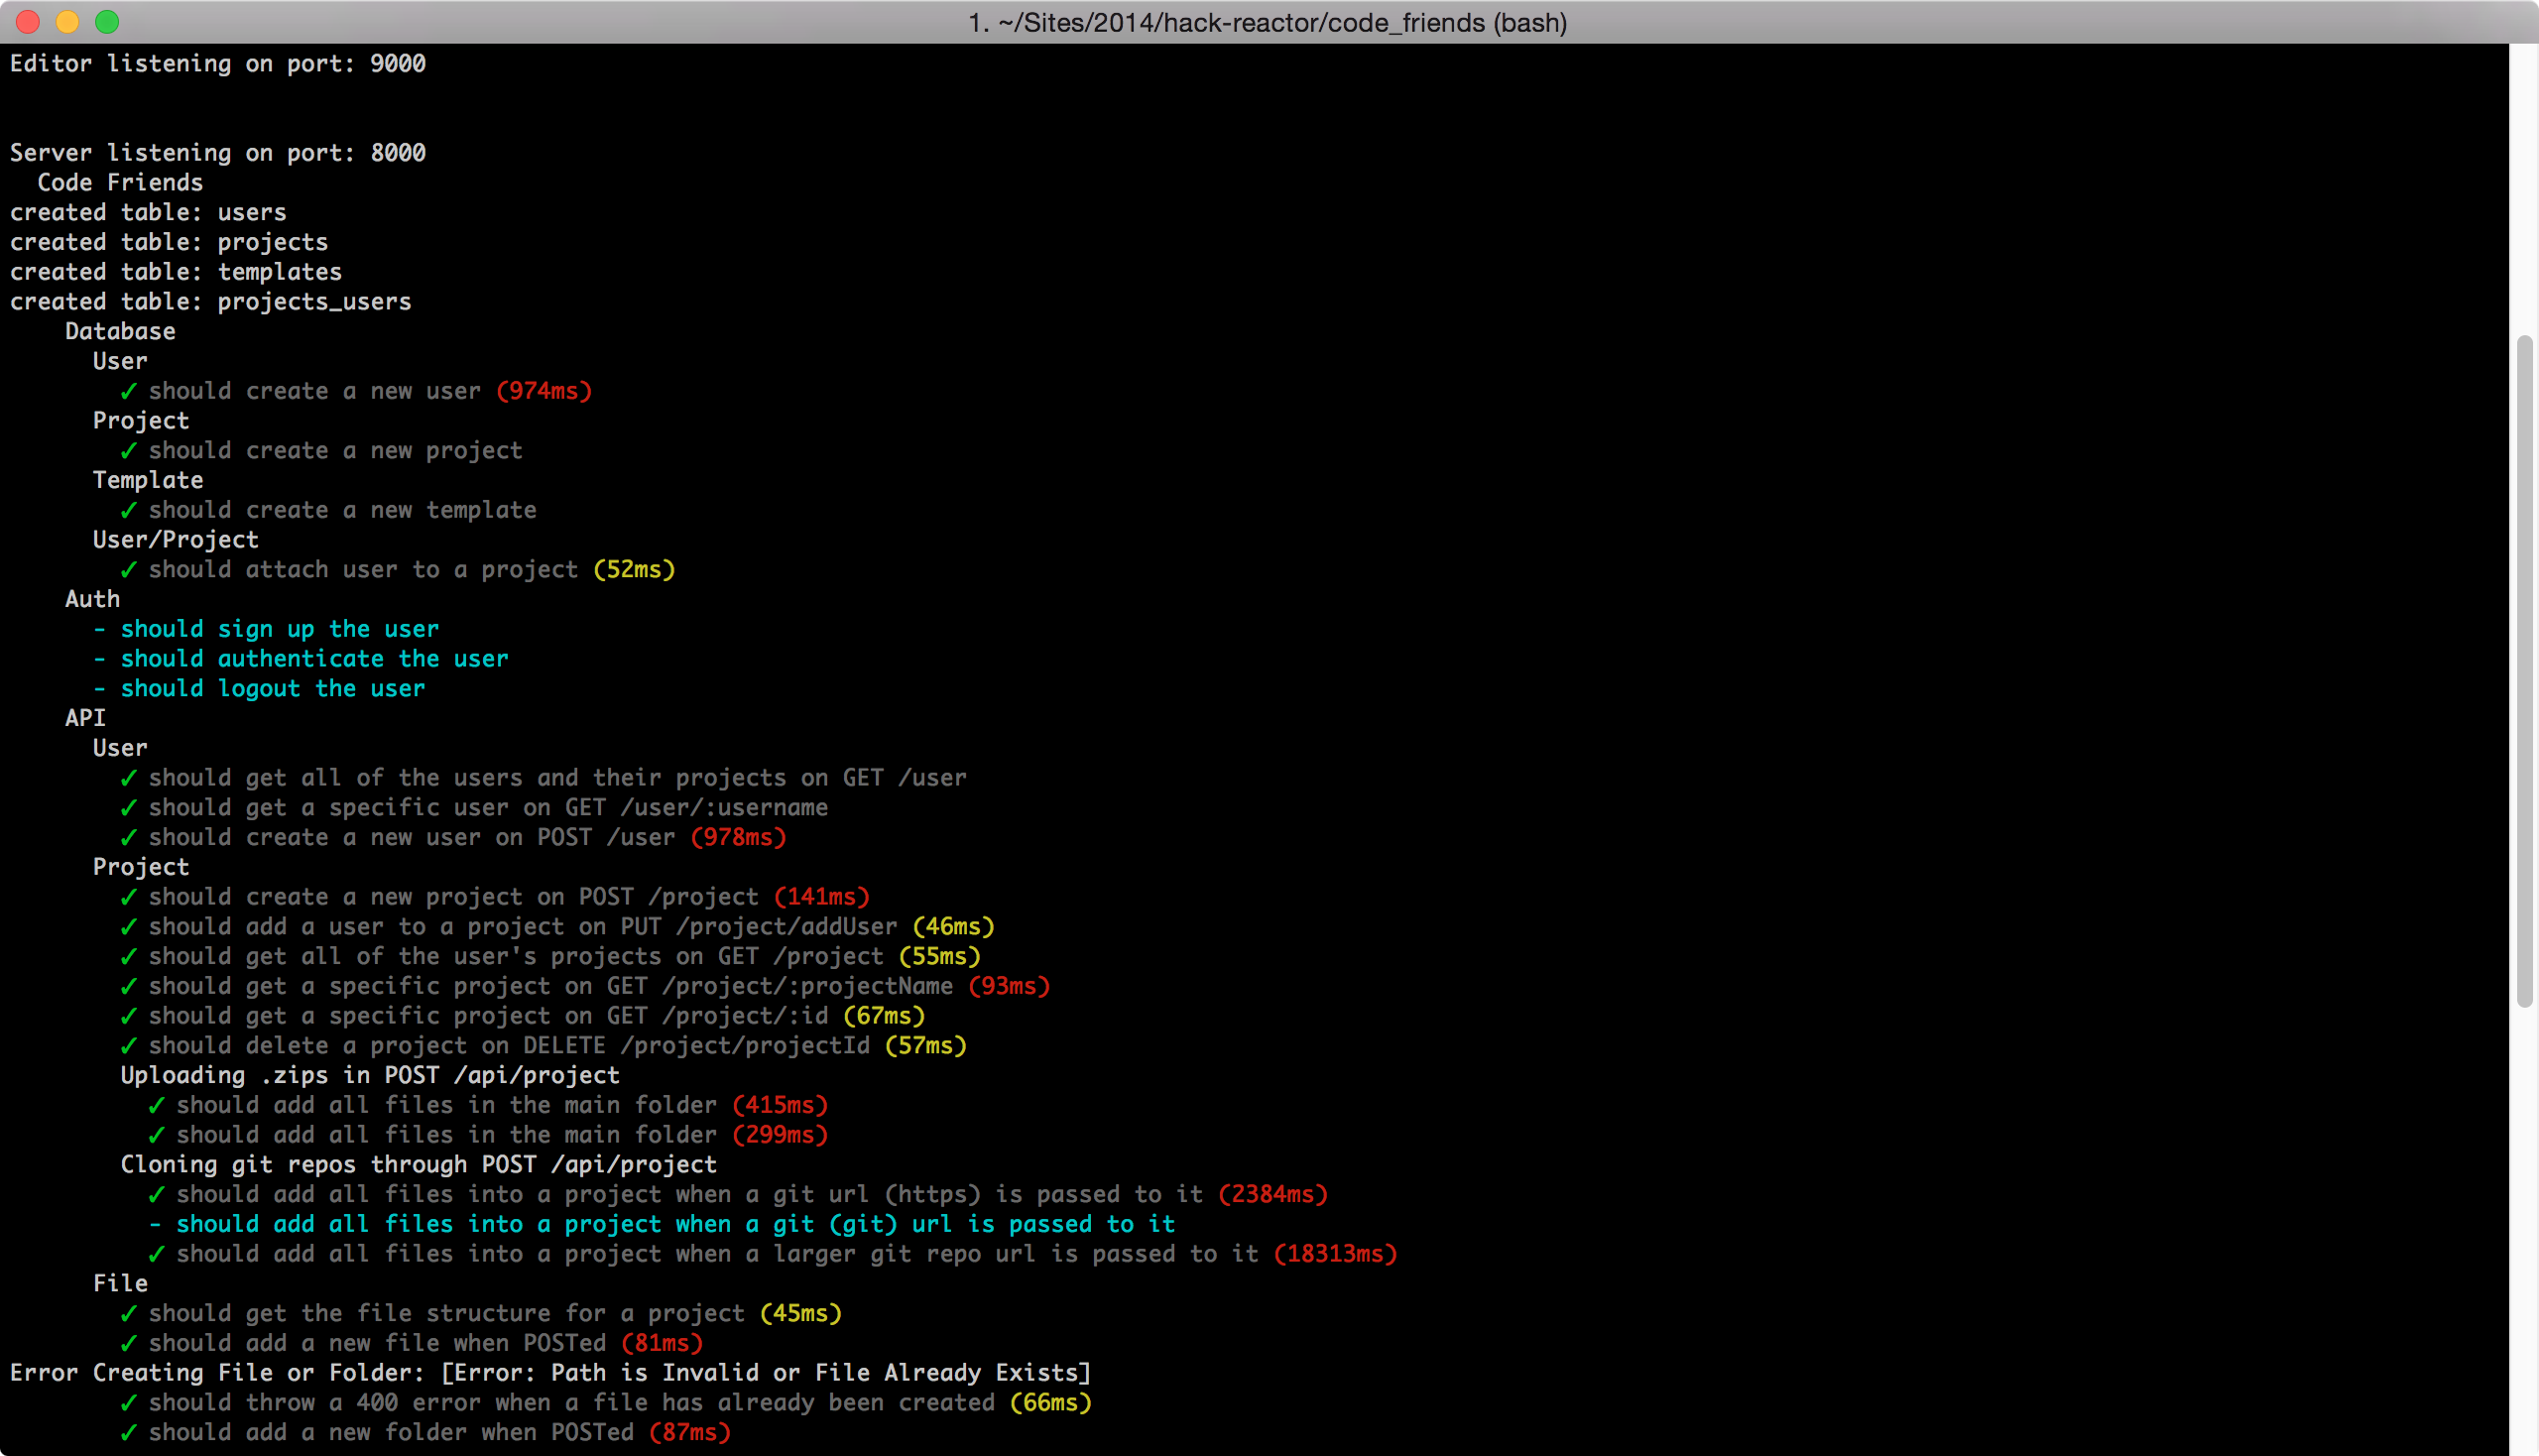 1. ~/Sites/2014/hack-reactor/code_friends (bash)
Editor listening on port: 9000
Server listening on port: 8000
  Code Friends
created table: users
created table: projects
created table: templates
created table: projects_users
    Database
      User
        ✓ should create a new user (974ms)
      Project
        ✓ should create a new project
      Template
        ✓ should create a new template
      User/Project
        ✓ should attach user to a project (52ms)
    Auth
      - should sign up the user
      - should authenticate the user
      - should logout the user
    API
      User
        ✓ should get all of the users and their projects on GET /user
        ✓ should get a specific user on GET /user/:username
        ✓ should create a new user on POST /user (978ms)
      Project
        ✓ should create a new project on POST /project (141ms)
        ✓ should add a user to a project on PUT /project/addUser (46ms)
        ✓ should get all of the user's projects on GET /project (55ms)
        ✓ should get a specific project on GET /project/:projectName (93ms)
        ✓ should get a specific project on GET /project/:id (67ms)
        ✓ should delete a project on DELETE /project/projectId (57ms)
        Uploading .zips in POST /api/project
          ✓ should add all files in the main folder (415ms)
          ✓ should add all files in the main folder (299ms)
        Cloning git repos through POST /api/project
          ✓ should add all files into a project when a git url (https) is passed to it (2384ms)
          - should add all files into a project when a git (git) url is passed to it
          ✓ should add all files into a project when a larger git repo url is passed to it (18313ms)
      File
        ✓ should get the file structure for a project (45ms)
        ✓ should add a new file when POSTed (81ms)
Error Creating File or Folder: [Error: Path is Invalid or File Already Exists]
        ✓ should throw a 400 error when a file has already been created (66ms)
        ✓ should add a new folder when POSTed (87ms)